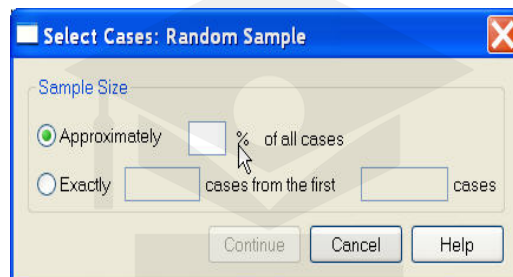 Select Cases: Random Sample
Sample Size
Approximately % of all cases
Exactly cases from the first cases
Continue Cancel Help